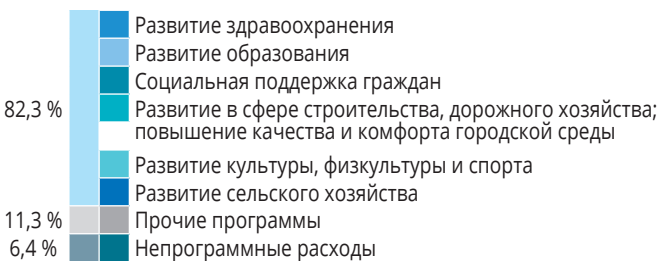 Развитие здравоохранения
Развитие образования
Социальная поддержка граждан
82,3 % Развитие в сфере строительства, дорожного хозяйства;
повышение качества и комфорта городской среды
Развитие культуры, физкультуры и спорта
Развитие сельского хозяйства
11,3 % Прочие программы
6,4 % Непрограммные расходы